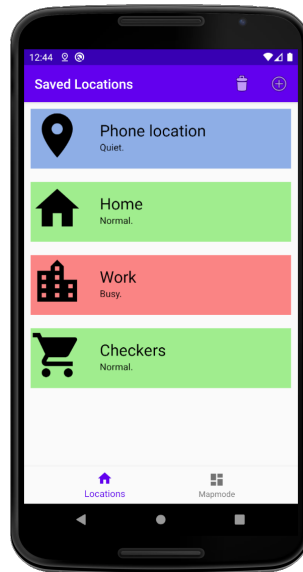 12:44
Saved Locations
Phone location
Quiet.
Home
Normal.
Work
Busy.
Checkers
Normal.
Locations
Mapmode